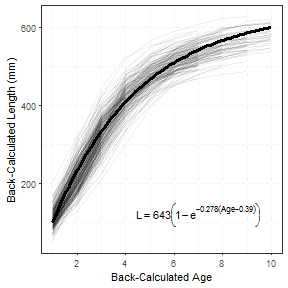 Back-Calculated Length (mm)
600
400
200
L = 643(1 − e^−0.278(Age−0.39))
2 4 6 8 10
Back-Calculated Age